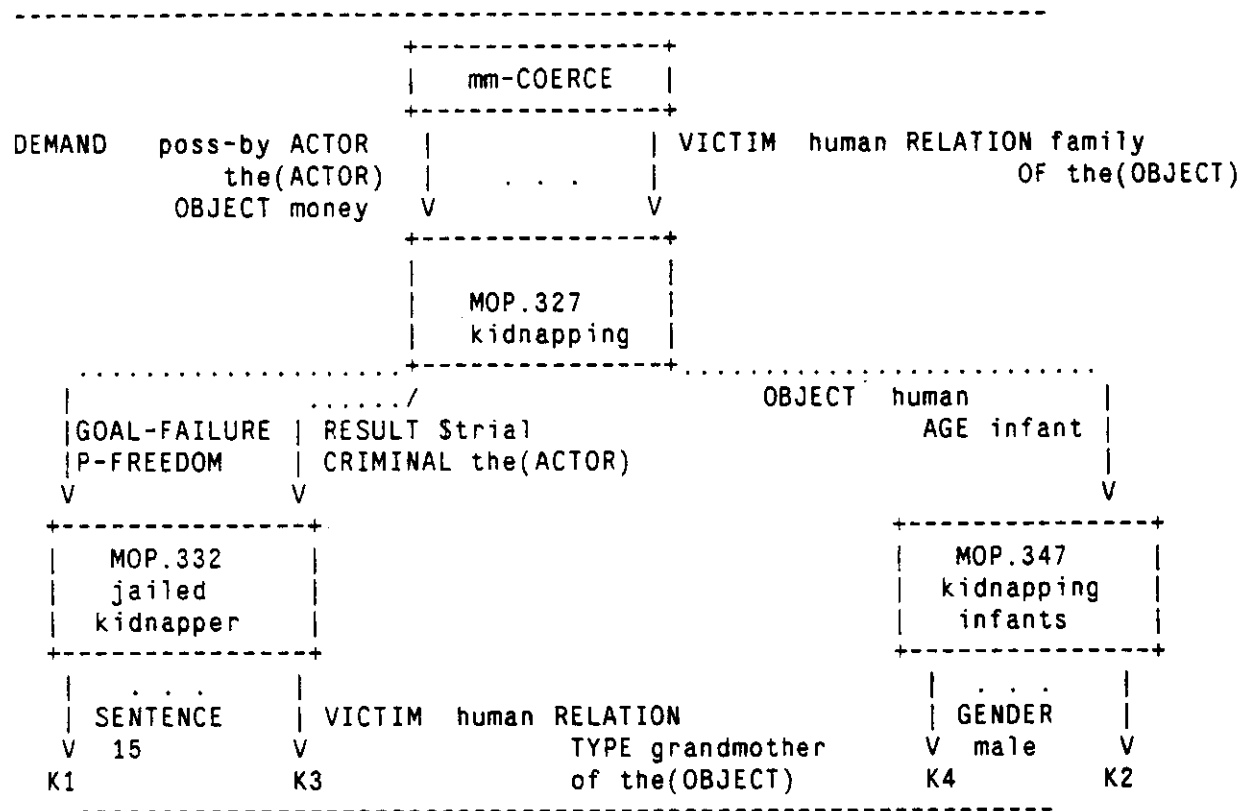 mm-COERCE
DEMAND poss-by ACTOR VICTIM human RELATION family
the(ACTOR) . . . OF the(OBJECT)
OBJECT money V V
MOP.327
kidnapping
/
OBJECT human
GOAL-FAILURE RESULT $trial AGE infant
P-FREEDOM CRIMINAL the(ACTOR)
V V V
MOP.332 MOP.347
jailed kidnapping
kidnapper infants
. . . . . .
SENTENCE VICTIM human RELATION GENDER
V 15 V TYPE grandmother V male V
K1 K3 of the(OBJECT) K4 K2